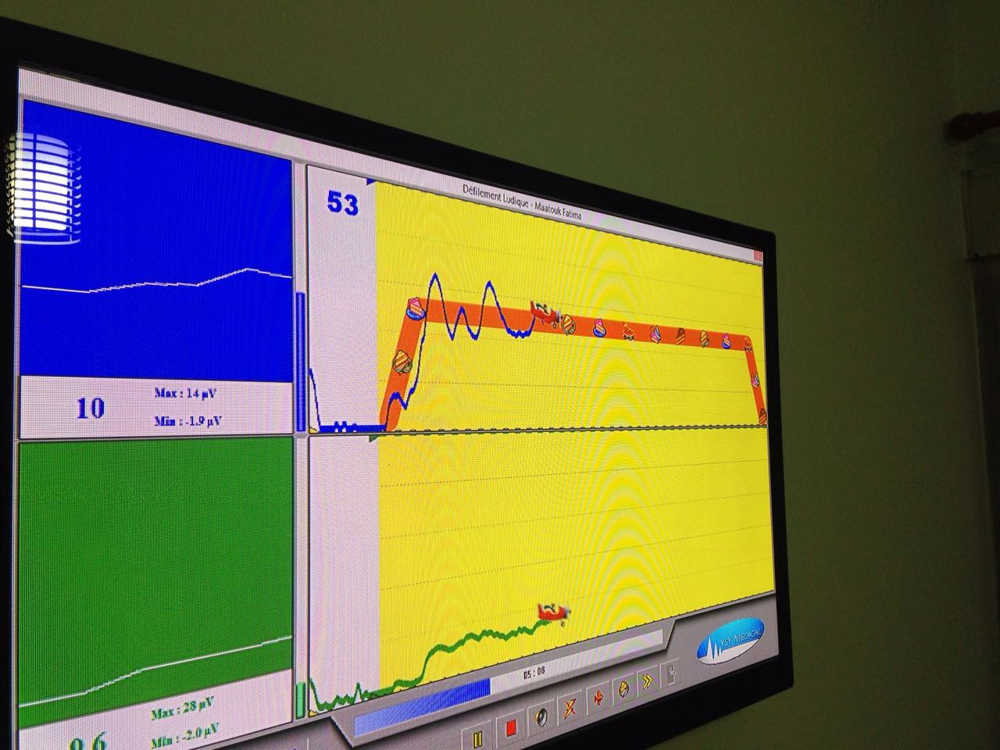 Défilement Ludique - Maatouk Fatima
53
10
Max : 14 µV
Min : -1.9 µV
Max : 28 µV
Min : -2.0 µV
05 : 08
YSY MEDICAL